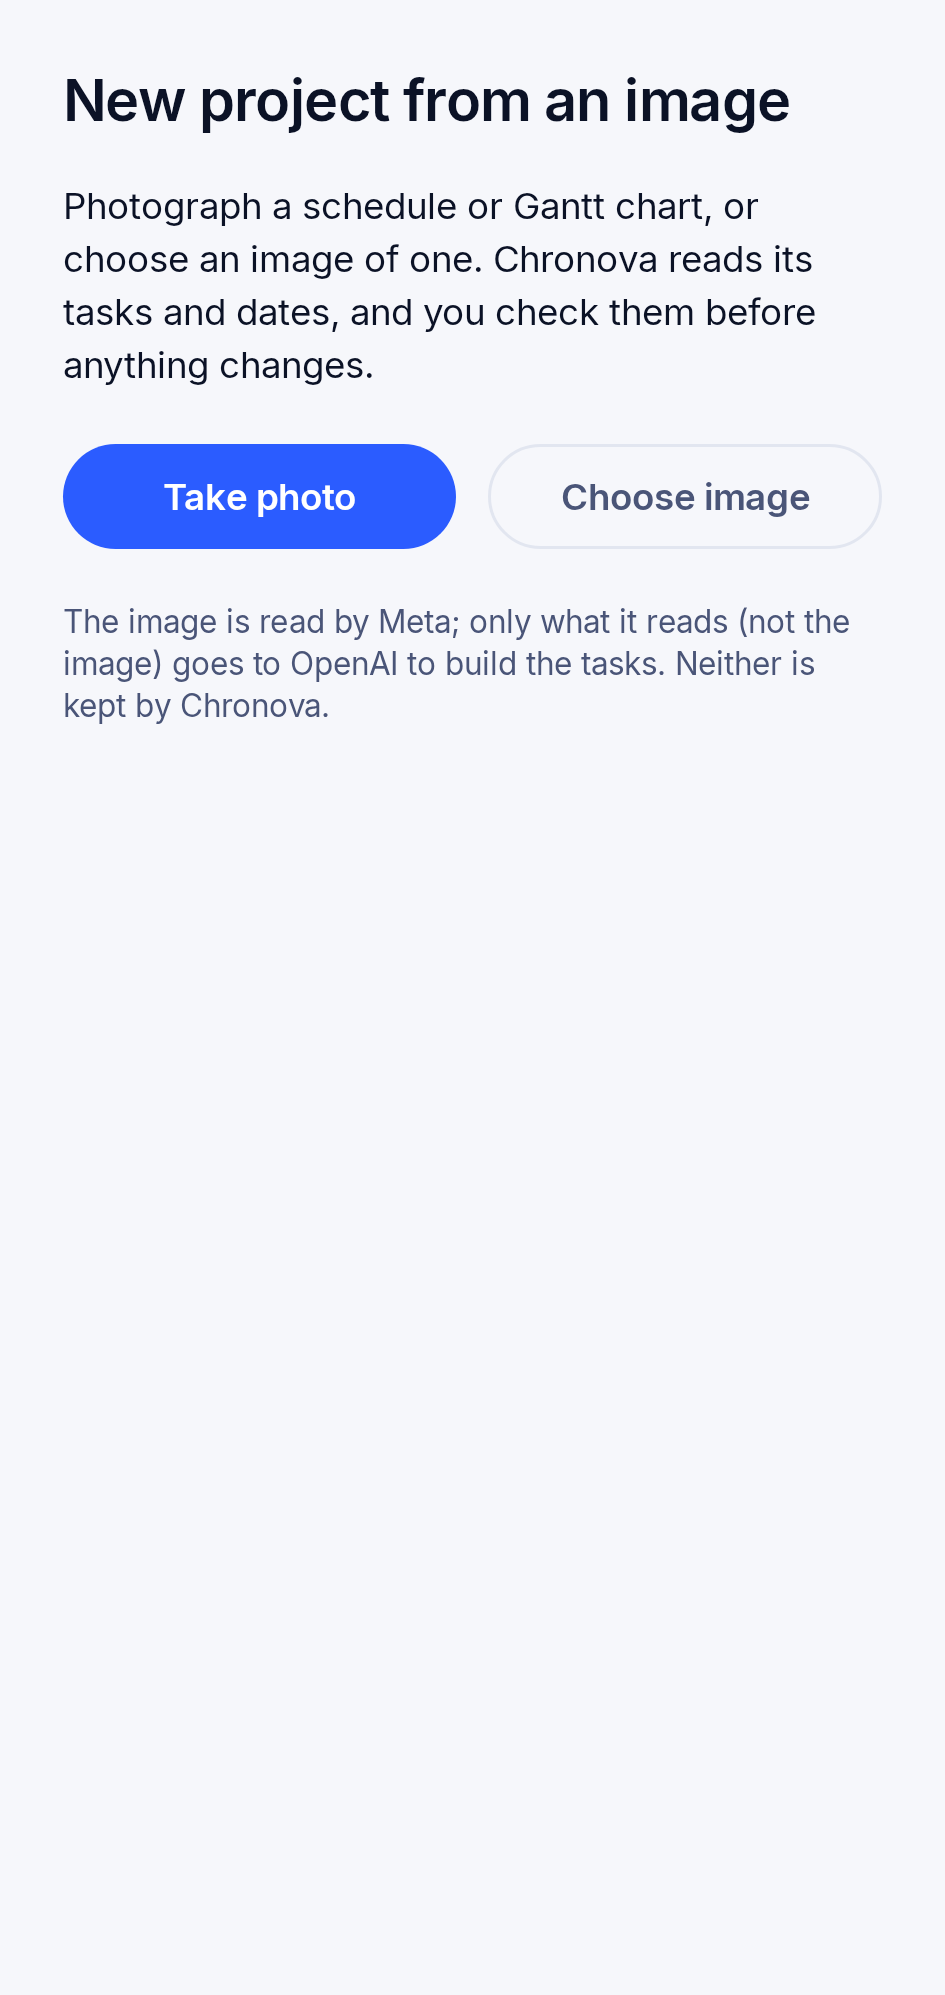 New project from an image
Photograph a schedule or Gantt chart, or
choose an image of one. Chronova reads its
tasks and dates, and you check them before
anything changes.
Take photo
Choose image
The image is read by Meta; only what it reads (not the
image) goes to OpenAI to build the tasks. Neither is
kept by Chronova.